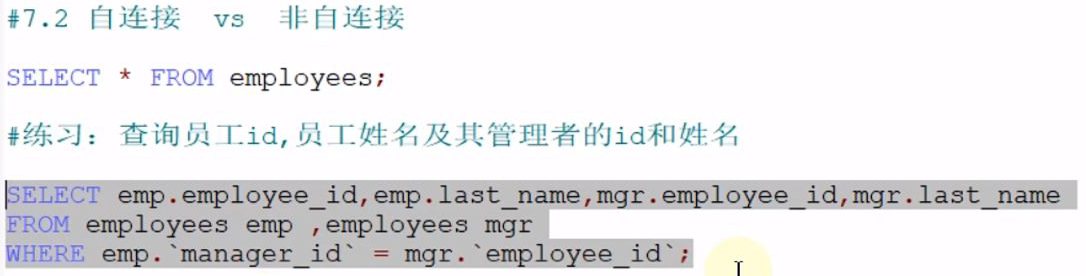 #7.2 自连接  vs  非自连接
SELECT * FROM employees;
#练习：查询员工id,员工姓名及其管理者的id和姓名
SELECT emp.employee_id,emp.last_name,mgr.employee_id,mgr.last_name
FROM employees emp ,employees mgr
WHERE emp.`manager_id` = mgr.`employee_id`;